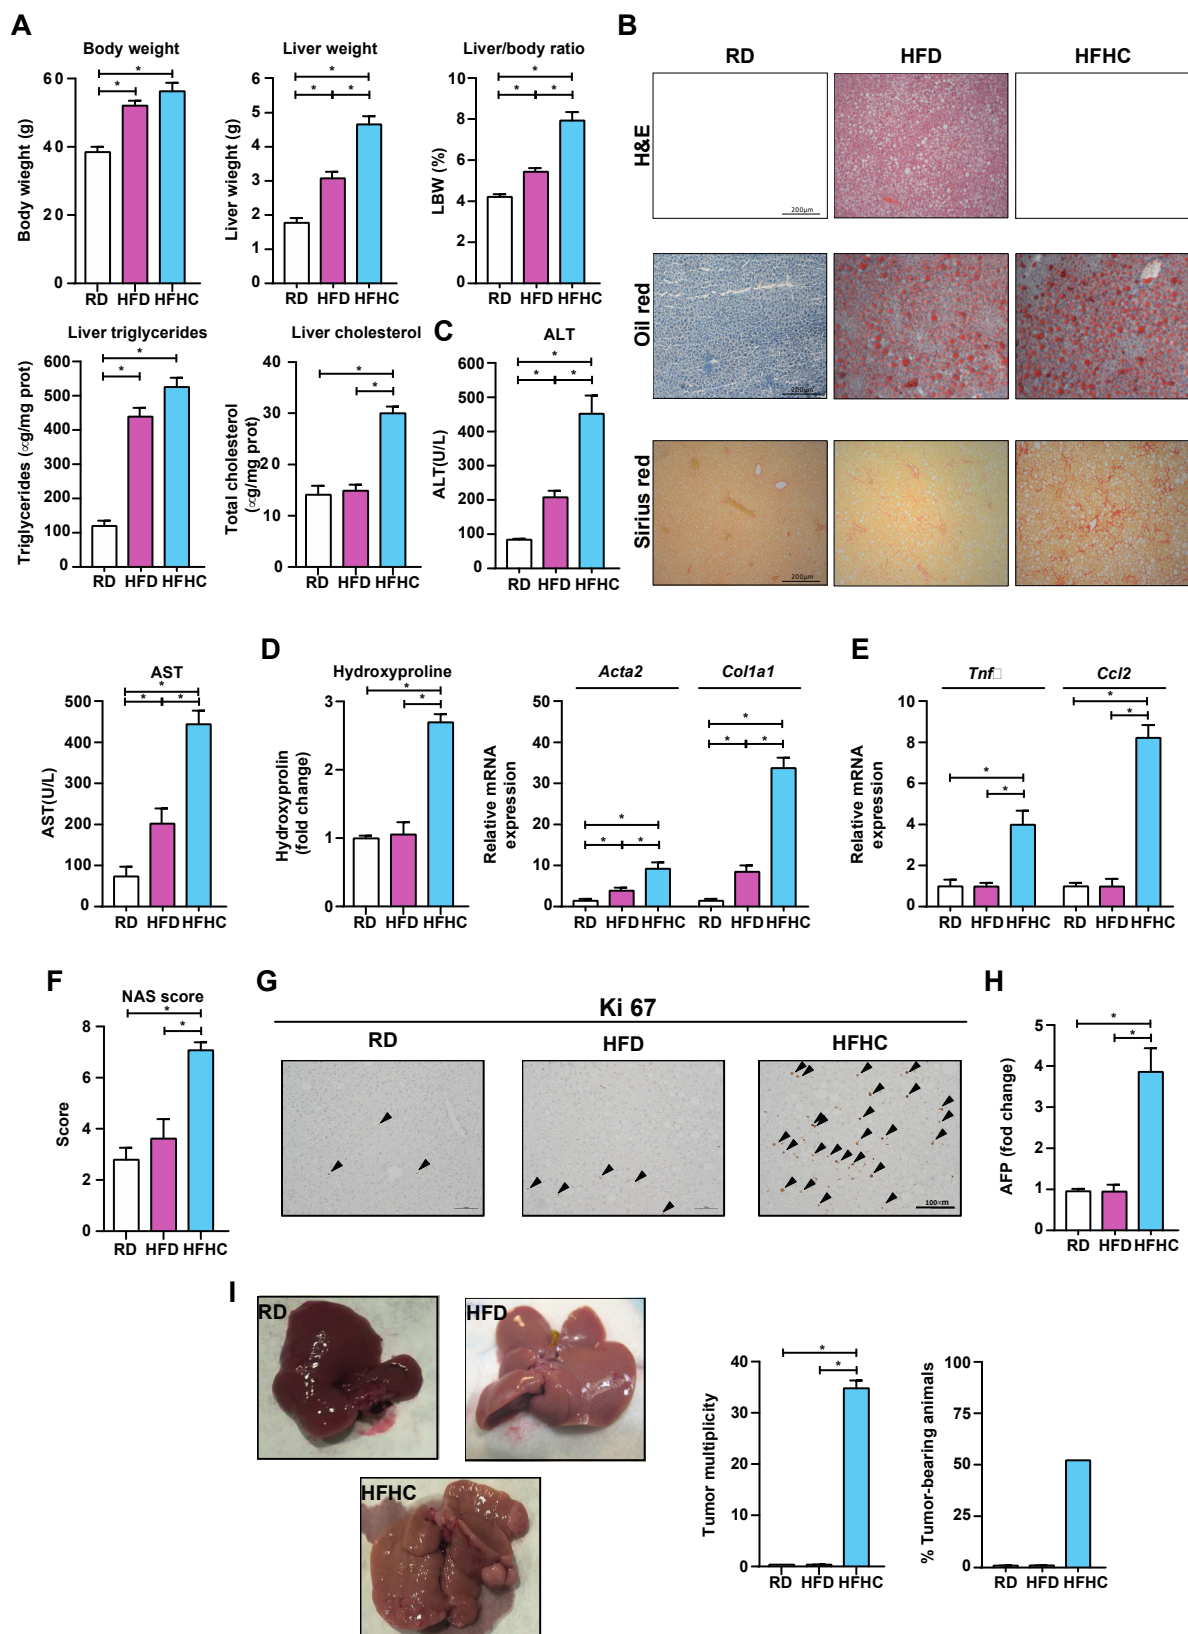 A
Body weight
Body wieght (g)
60
40
20
0
*
*
RD HFD HFHC
Liver weight
Liver wieght (g)
6
5
4
3
2
1
0
*
* *
RD HFD HFHC
Liver/body ratio
LBW (%)
10
8
6
4
2
0
*
* *
RD HFD HFHC
Liver triglycerides
Triglycerides (αg/mg prot)
600
500
400
300
200
100
0
*
*
RD HFD HFHC
Liver cholesterol
Total cholesterol
(αg/mg prot)
40
30
20
10
0
*
*
RD HFD HFHC
B
RD HFD HFHC
H&E
200µm
200µm
Oil red
200µm
Sirius red
200µm
C
ALT
ALT(U/L)
600
500
400
300
200
100
0
*
* *
RD HFD HFHC
AST
AST(U/L)
500
400
300
200
100
0
*
* *
RD HFD HFHC
D
Hydroxyproline
Hydroxyprolin
(fold change)
3
2
1
0
*
*
RD HFD HFHC
Acta2 Col1a1
Relative mRNA
expression
50
40
30
20
10
0
*
* *
*
* *
RD HFD HFHC RD HFD HFHC
E
Tnf□ Ccl2
Relative mRNA
expression
10
8
6
4
2
0
*
*
*
*
RD HFD HFHC RD HFD HFHC
F
NAS score
Score
8
6
4
2
0
*
*
RD HFD HFHC
G
Ki 67
RD HFD HFHC
100×m
H
AFP (fod change)
5
4
3
2
1
0
*
*
RD HFD HFHC
I
RD
HFD
HFHC
Tumor multiplicity
40
30
20
10
0
*
*
RD HFD HFHC
% Tumor-bearing animals
100
75
50
25
0
RD HFD HFHC